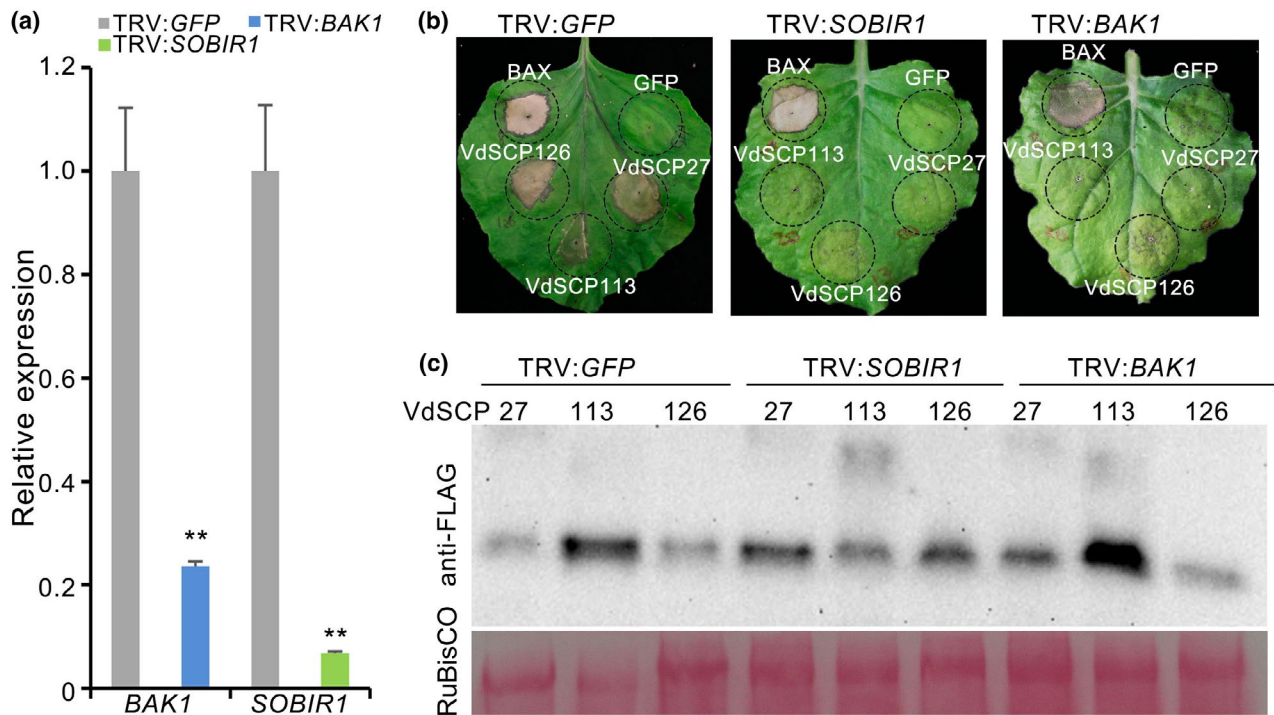 (a)
TRV:GFP TRV:BAK1
TRV:SOBIR1
Relative expression
1.2
1.0
0.8
0.6
0.4
0.2
0
**
**
BAK1 SOBIR1
(b)
TRV:GFP TRV:SOBIR1 TRV:BAK1
BAX GFP
VdSCP126 VdSCP27
VdSCP113
BAX GFP
VdSCP113 VdSCP27
VdSCP126
BAX GFP
VdSCP113 VdSCP27
VdSCP126
(c)
TRV:GFP TRV:SOBIR1 TRV:BAK1
VdSCP 27 113 126 27 113 126 27 113 126
anti-FLAG
RuBisCO